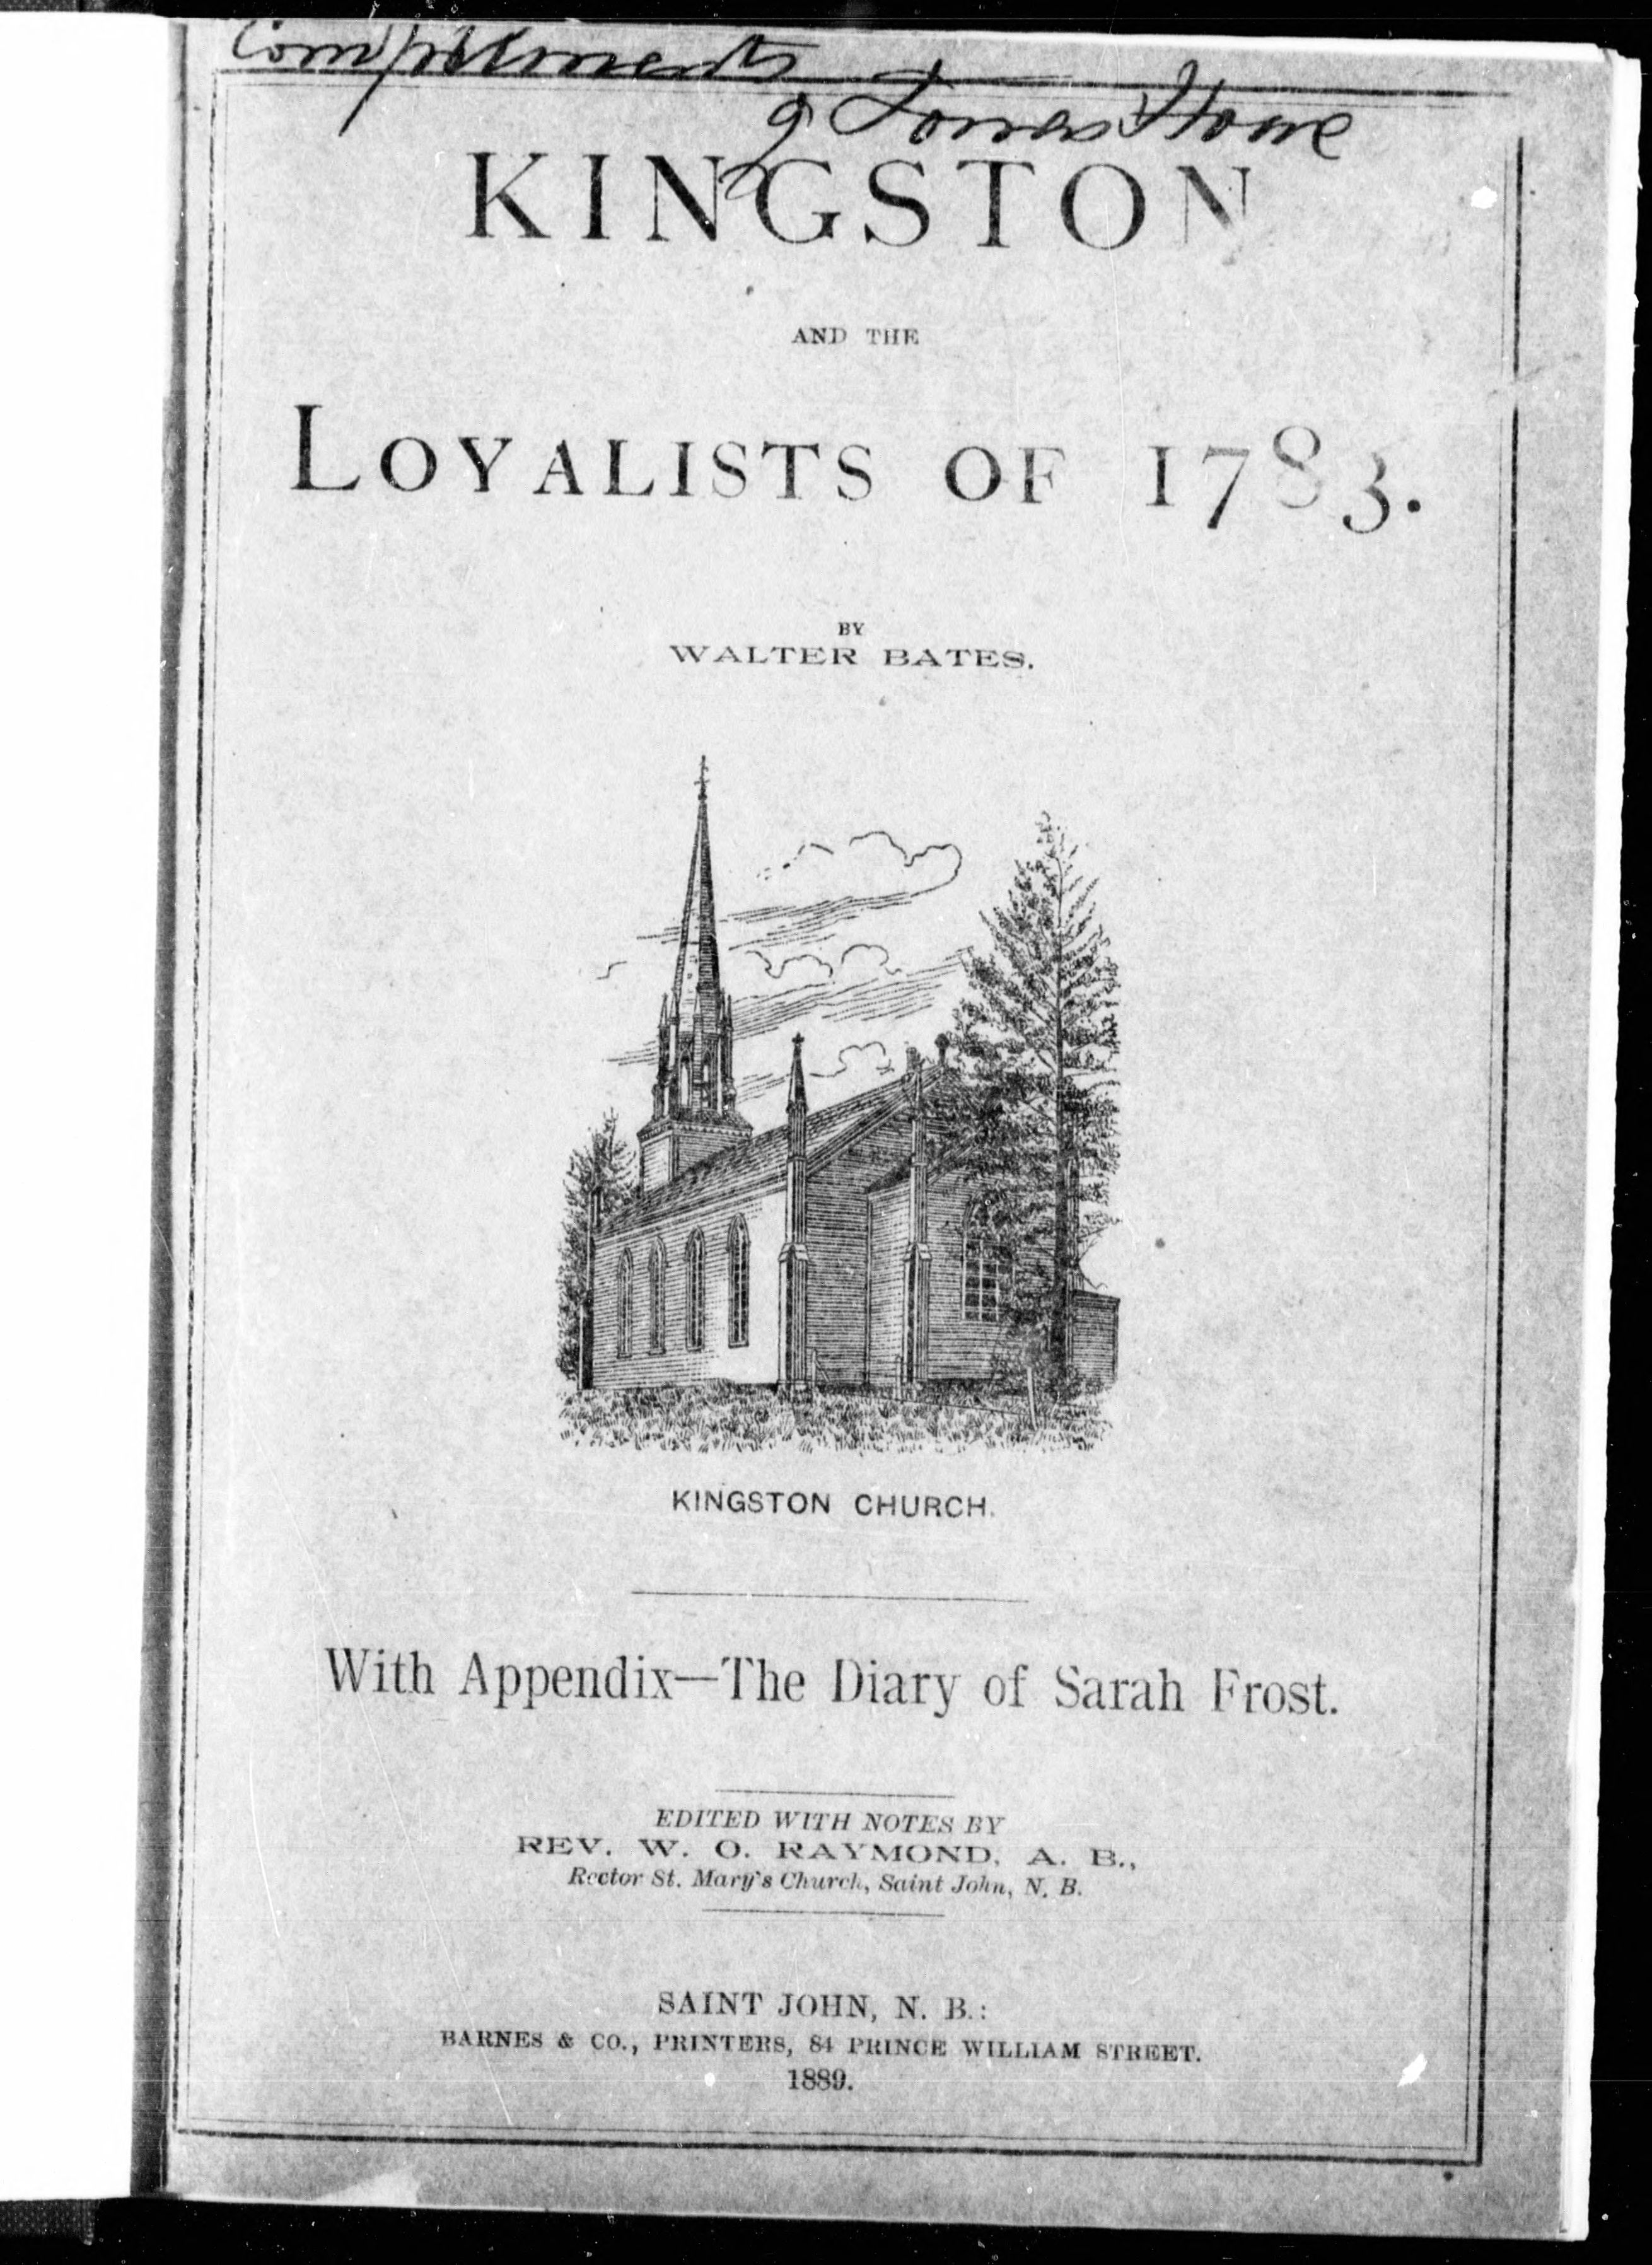 Compliments
KINGSTON
AND THE
LOYALISTS OF 1783.
BY
WALTER BATES.
KINGSTON CHURCH.
With Appendix—The Diary of Sarah Frost.
EDITED WITH NOTES BY
REV. W. O. RAYMOND, A. B.,
Rector St. Mary's Church, Saint John, N. B.
SAINT JOHN, N. B.:
BARNES & CO., PRINTERS, 84 PRINCE WILLIAM STREET.
1889.